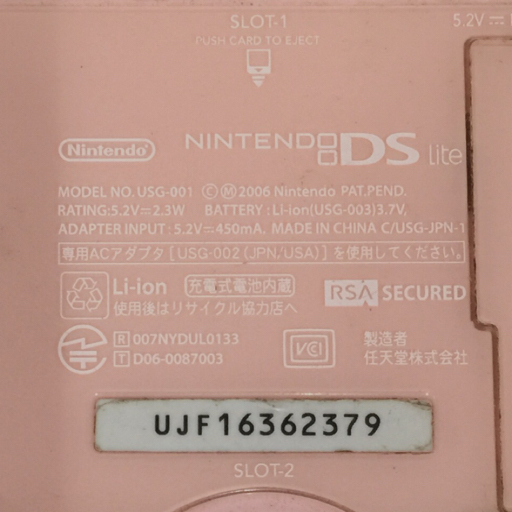 SLOT-1
5.2V
PUSH CARD TO EJECT
Nintendo NINTENDO DS Lite
MODEL NO. USG-001 ⒸⓂ2006 Nintendo PAT.PEND.
RATING:5.2V⎓2.3W BATTERY:Li-ion(USG-003)3.7V,
ADAPTER INPUT:5.2V⎓450mA. MADE IN CHINA C/USG-JPN-1
専用ACアダプタ[USG-002(JPN/USA)]を使用してください。
Li-ion 充電式電池内蔵
使用後はリサイクル協力店へ
RSA SECURED
R 007NYDUL0133
T D06-0087003
VCI
製造者
任天堂株式会社
UJF16362379
SLOT-2